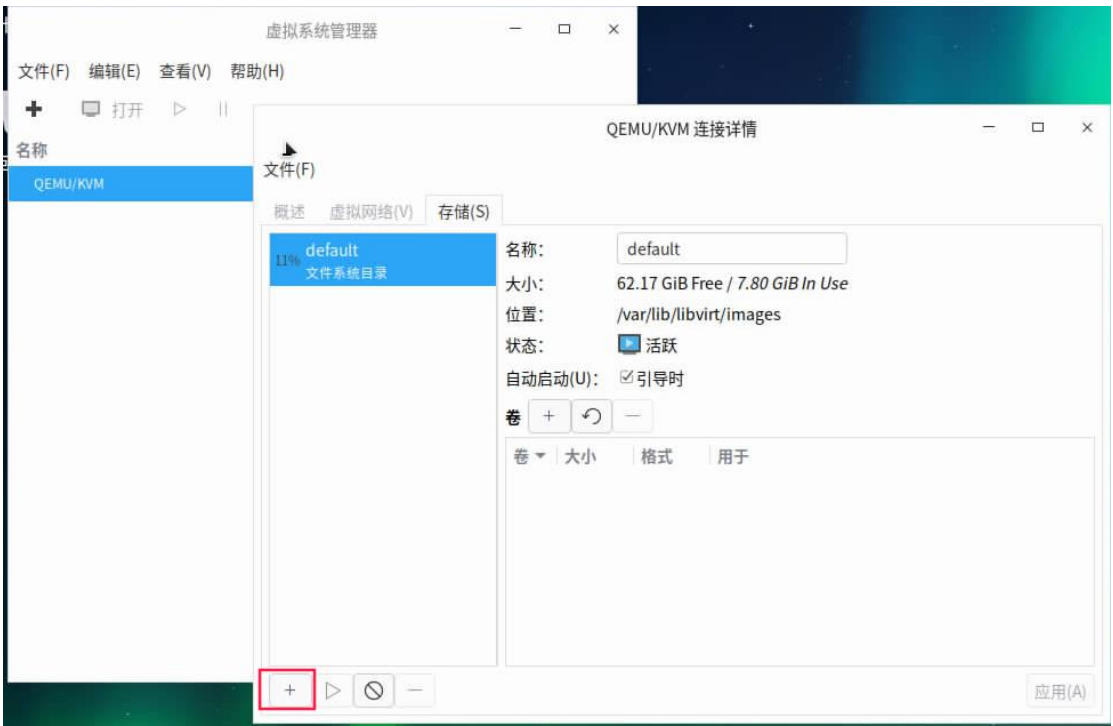 虚拟系统管理器
文件(F) 编辑(E) 查看(V) 帮助(H)
打开
名称
QEMU/KVM
QEMU/KVM 连接详情
文件(F)
概述 虚拟网络(V) 存储(S)
11% default
文件系统目录
名称: default
大小: 62.17 GiB Free / 7.80 GiB In Use
位置: /var/lib/libvirt/images
状态: 活跃
自动启动(U): 引导时
卷
卷 大小 格式 用于
应用(A)